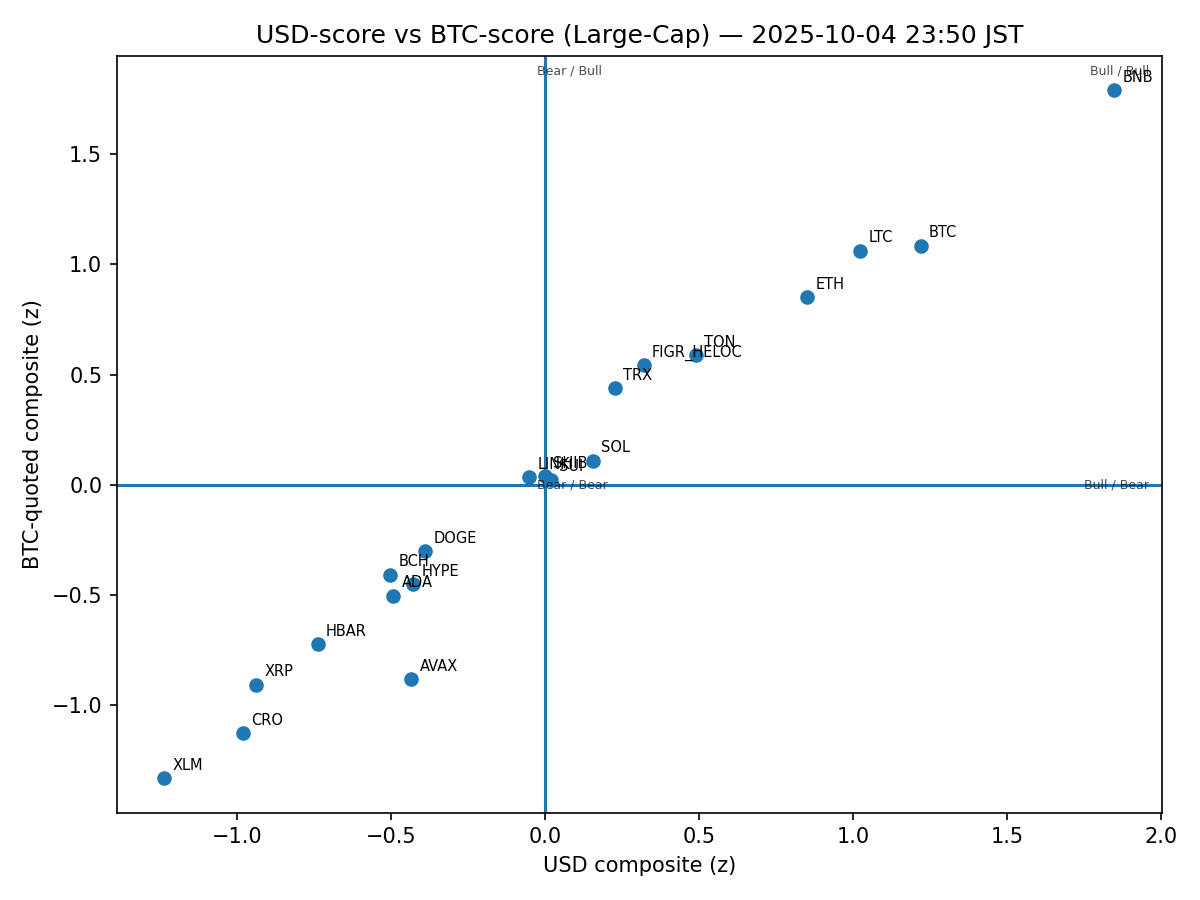 USD-score vs BTC-score (Large-Cap) — 2025-10-04 23:50 JST
Bear / Bull
Bull / Bull
BNB
1.5
LTC
BTC
1.0
ETH
TON
FIGR_HELOC
0.5
TRX
SOL
LINK
SHIB
SUI
0.0
Bear / Bear
Bull / Bear
DOGE
BCH
HYPE
ADA
−0.5
HBAR
XRP
AVAX
−1.0
CRO
XLM
−1.0
−0.5
0.0
0.5
1.0
1.5
2.0
USD composite (z)
BTC-quoted composite (z)